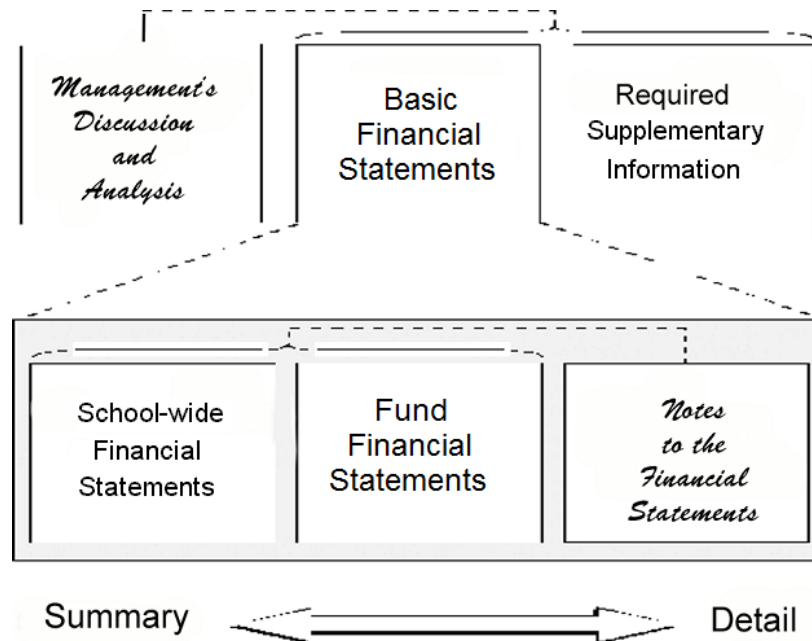 Management's
Discussion
and
Analysis
Basic
Financial
Statements
Required
Supplementary
Information
School-wide
Financial
Statements
Fund
Financial
Statements
Notes
to the
Financial
Statements
Summary
Detail